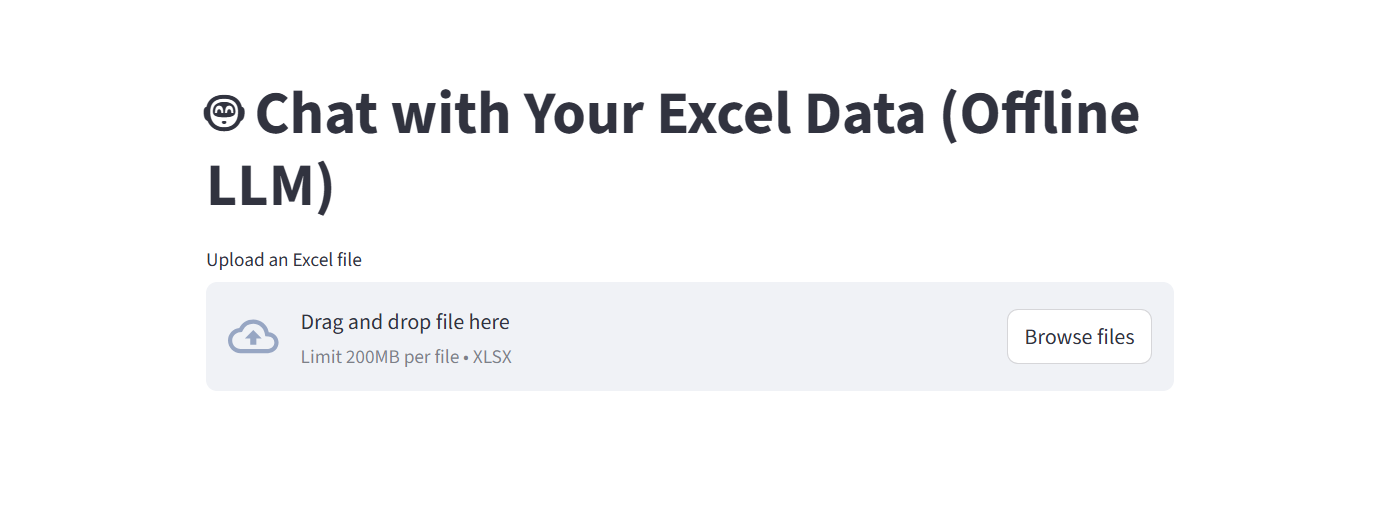 Chat with Your Excel Data (Offline
LLM)
Upload an Excel file
Drag and drop file here
Limit 200MB per file • XLSX
Browse files